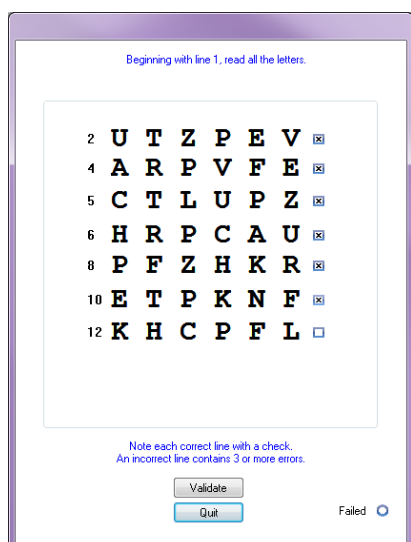 Beginning with line 1, read all the letters.
2 U T Z P E V
4 A R P V F E
5 C T L U P Z
6 H R P C A U
8 P F Z H K R
10 E T P K N F
12 K H C P F L
Note each correct line with a check.
An incorrect line contains 3 or more errors.
Validate
Quit
Failed